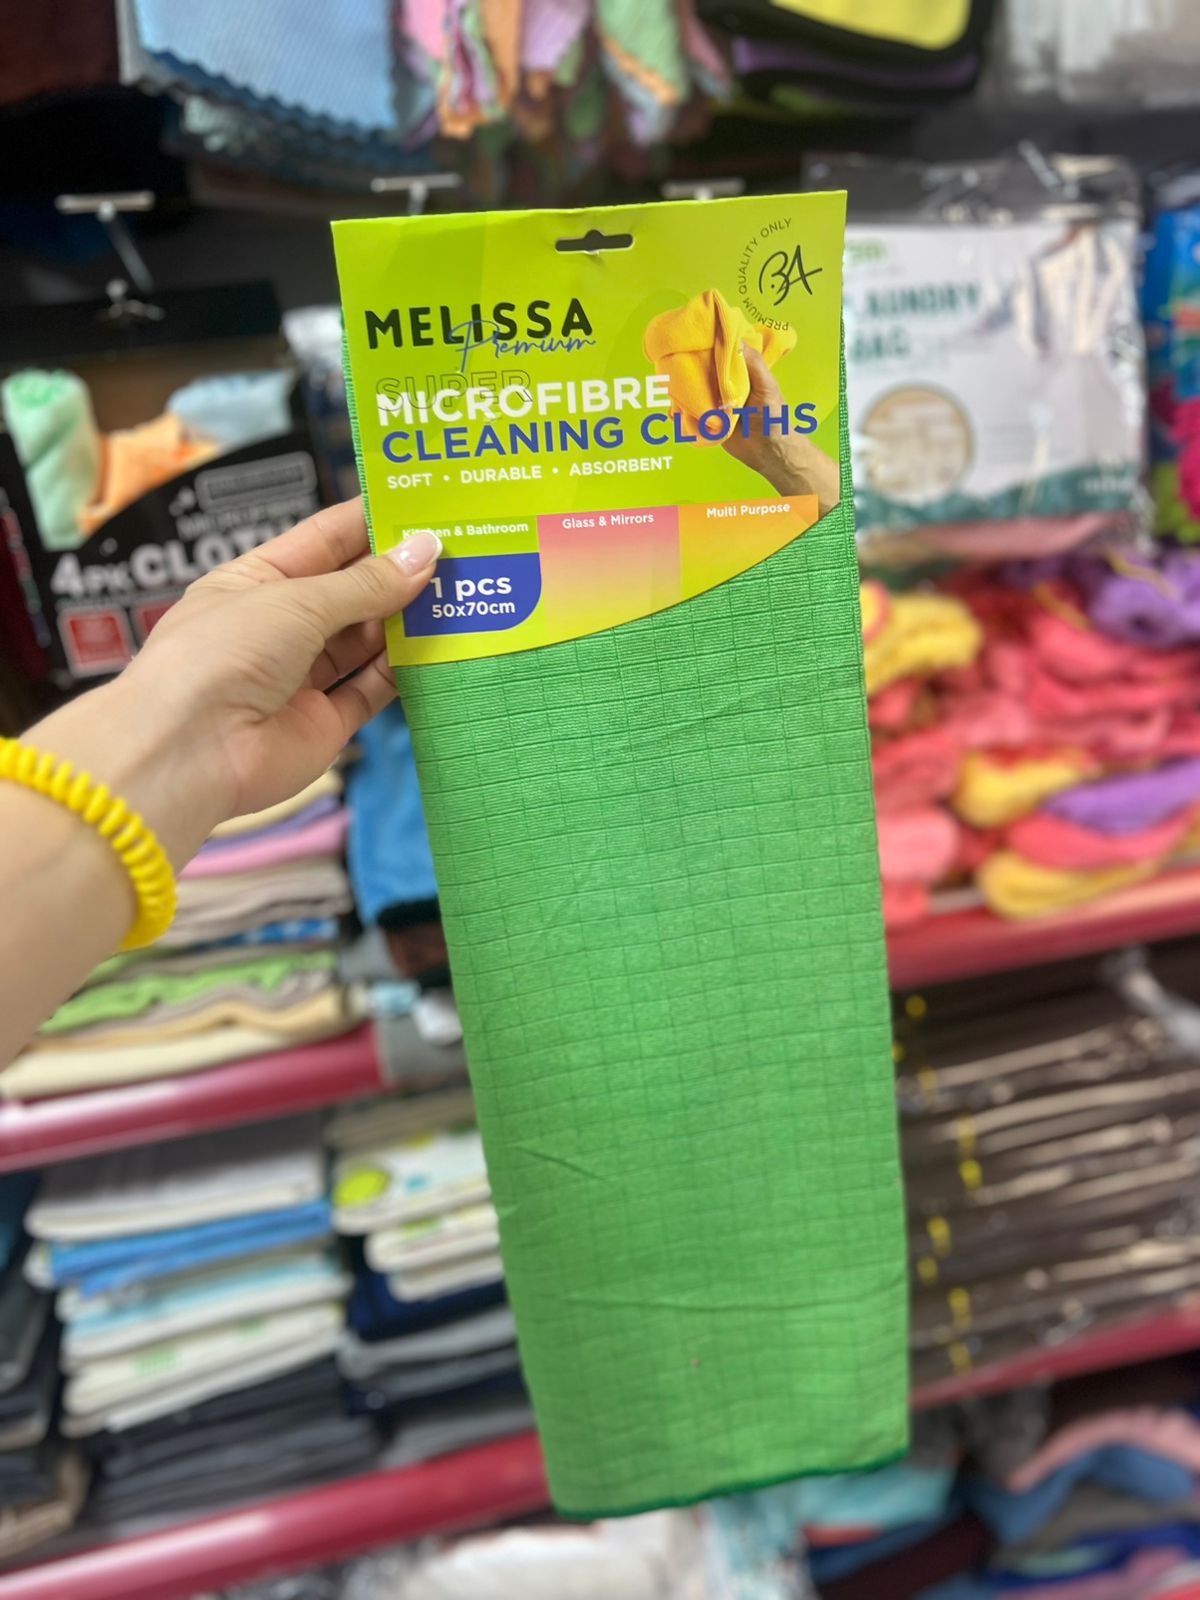 PREMIUM QUALITY ONLY
BA
MELISSA
Premium
SUPER
MICROFIBRE
CLEANING CLOTHS
SOFT • DURABLE • ABSORBENT
Kitchen & Bathroom
Glass & Mirrors
Multi Purpose
1 pcs
50x70cm
LAUNDRY
BAG
4PK CLOTH